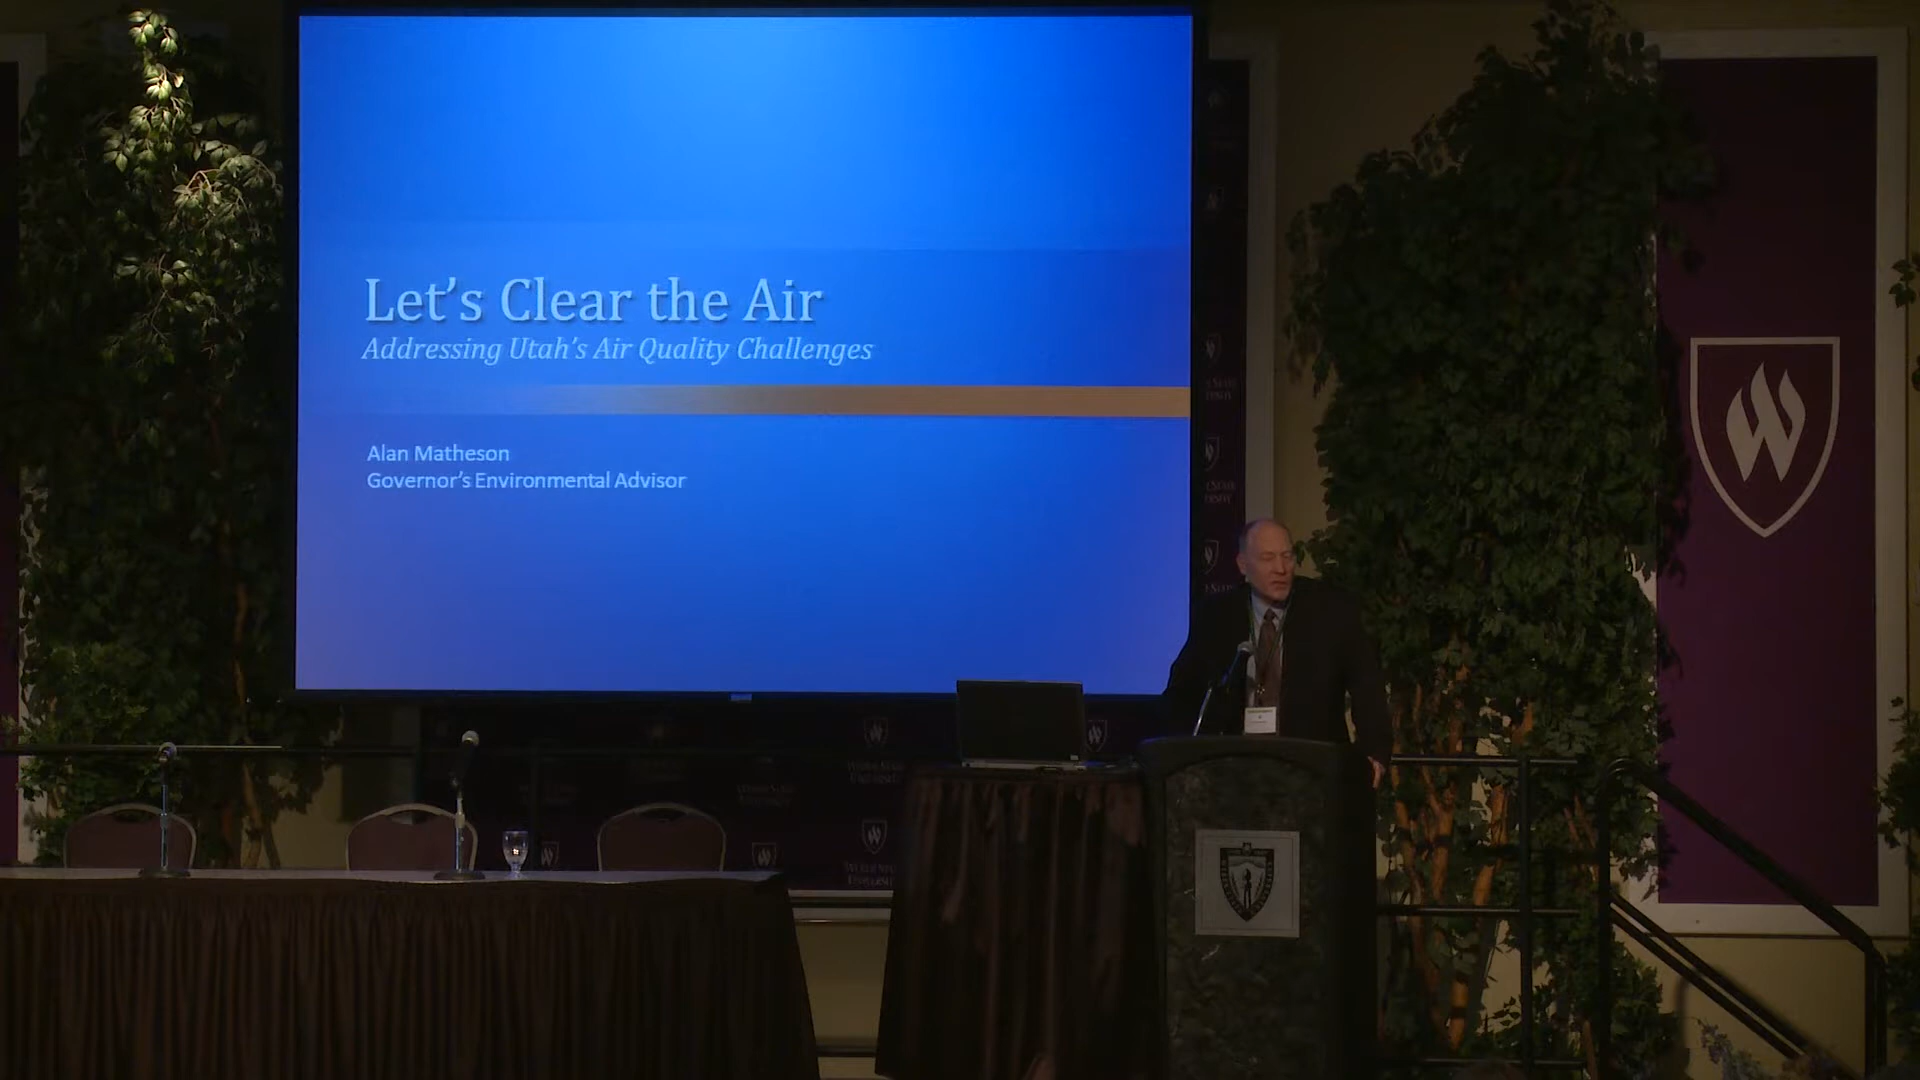 Let's Clear the Air
Addressing Utah's Air Quality Challenges
Alan Matheson
Governor's Environmental Advisor